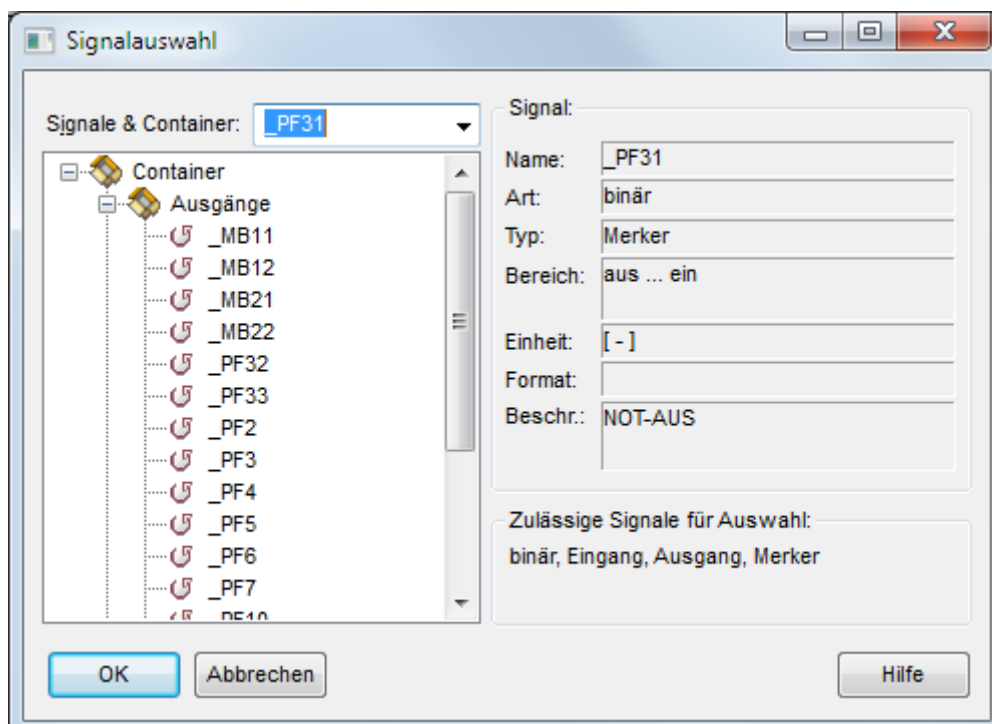 Signalauswahl
Signale & Container: _PF31
Container
Ausgänge
_MB11
_MB12
_MB21
_MB22
_PF32
_PF33
_PF2
_PF3
_PF4
_PF5
_PF6
_PF7
_PF10
Signal:
Name: _PF31
Art: binär
Typ: Merker
Bereich: aus ... ein
Einheit: [ - ]
Format:
Beschr.: NOT-AUS
Zulässige Signale für Auswahl:
binär, Eingang, Ausgang, Merker
OK Abbrechen Hilfe